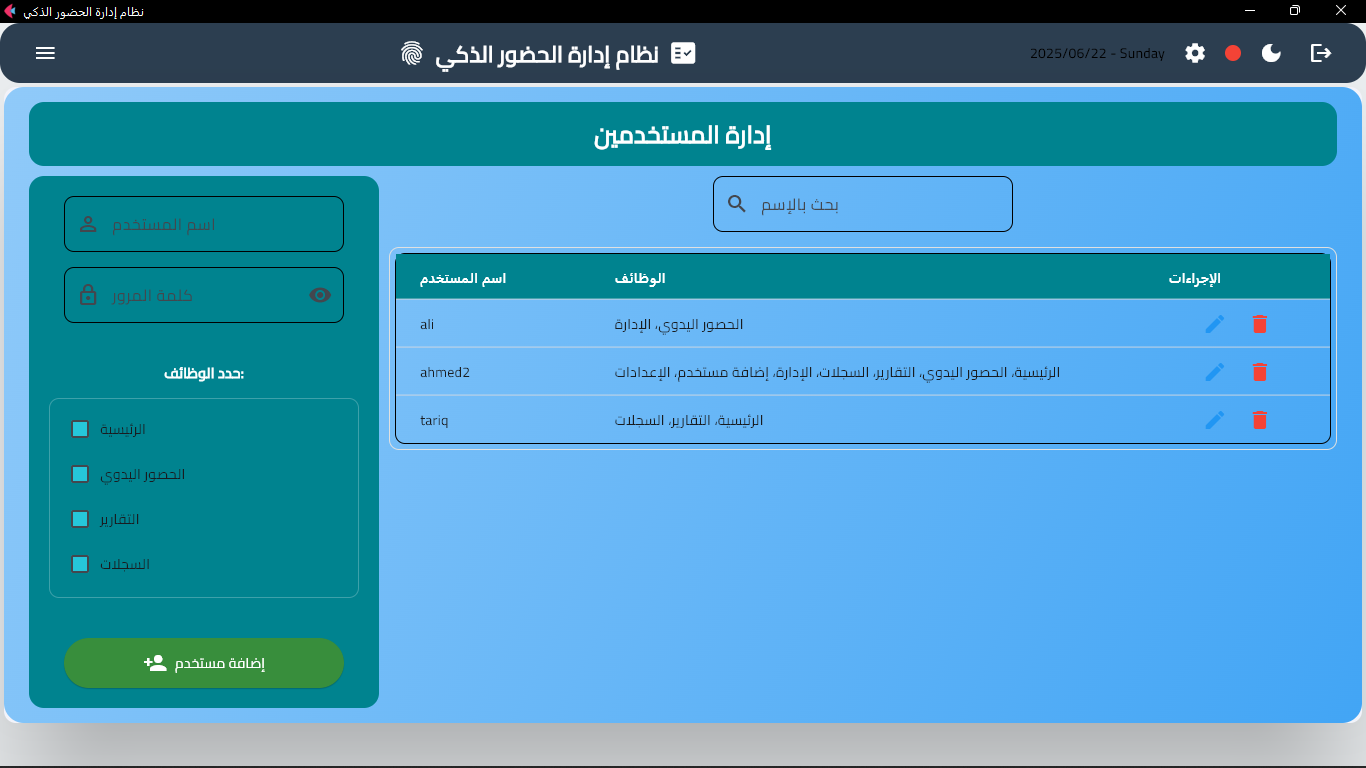 نظام إدارة الحضور الذكي
نظام إدارة الحضور الذكي
2025/06/22 - Sunday
إدارة المستخدمين
اسم المستخدم
كلمة المرور
حدد الوظائف:
الرئيسية
الحضور اليدوي
التقارير
السجلات
إضافة مستخدم
بحث بالإسم
اسم المستخدم الوظائف الإجراءات
ali الحضور اليدوي، الإدارة
ahmed2 الرئيسية، الحضور اليدوي، التقارير، السجلات، الإدارة، إضافة مستخدم، الإعدادات
tariq الرئيسية، التقارير، السجلات